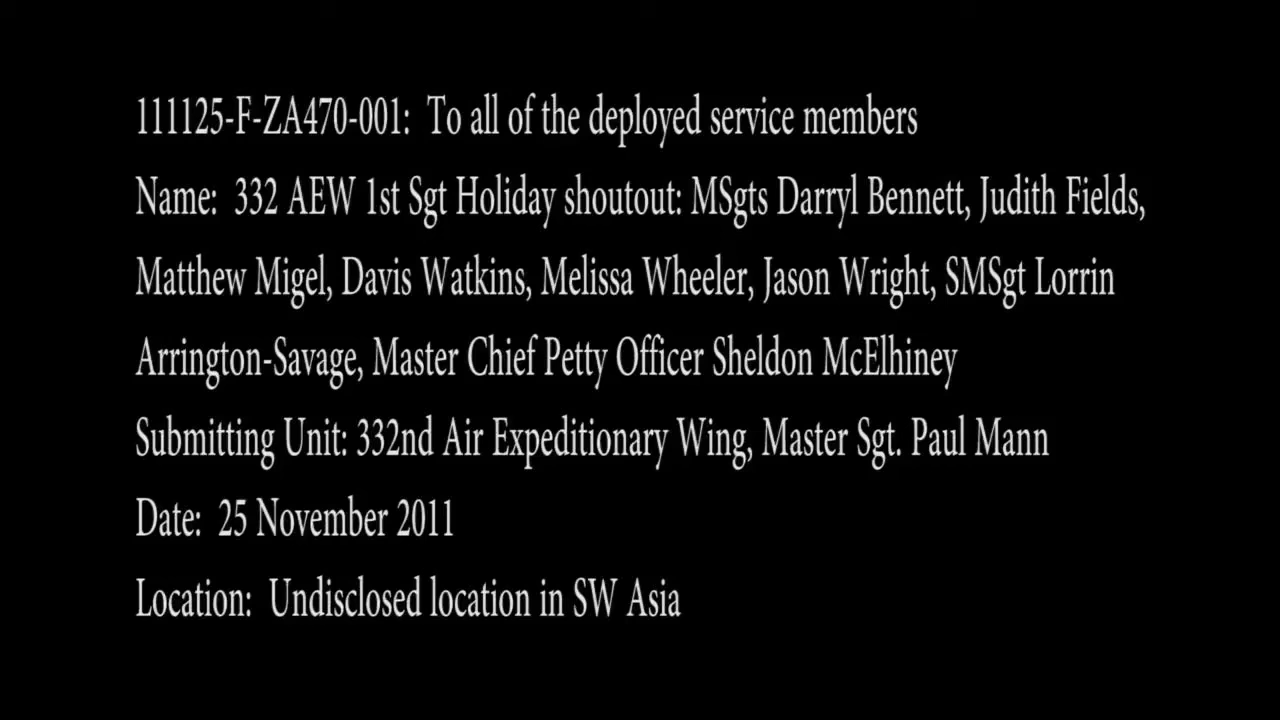 111125-F-ZA470-001:  To all of the deployed service members
Name:  332 AEW 1st Sgt Holiday shoutout: MSgts Darryl Bennett, Judith Fields,
Matthew Migel, Davis Watkins, Melissa Wheeler, Jason Wright, SMSgt Lorrin
Arrington-Savage, Master Chief Petty Officer Sheldon McElhiney
Submitting Unit: 332nd Air Expeditionary Wing, Master Sgt. Paul Mann
Date:  25 November 2011
Location:  Undisclosed location in SW Asia